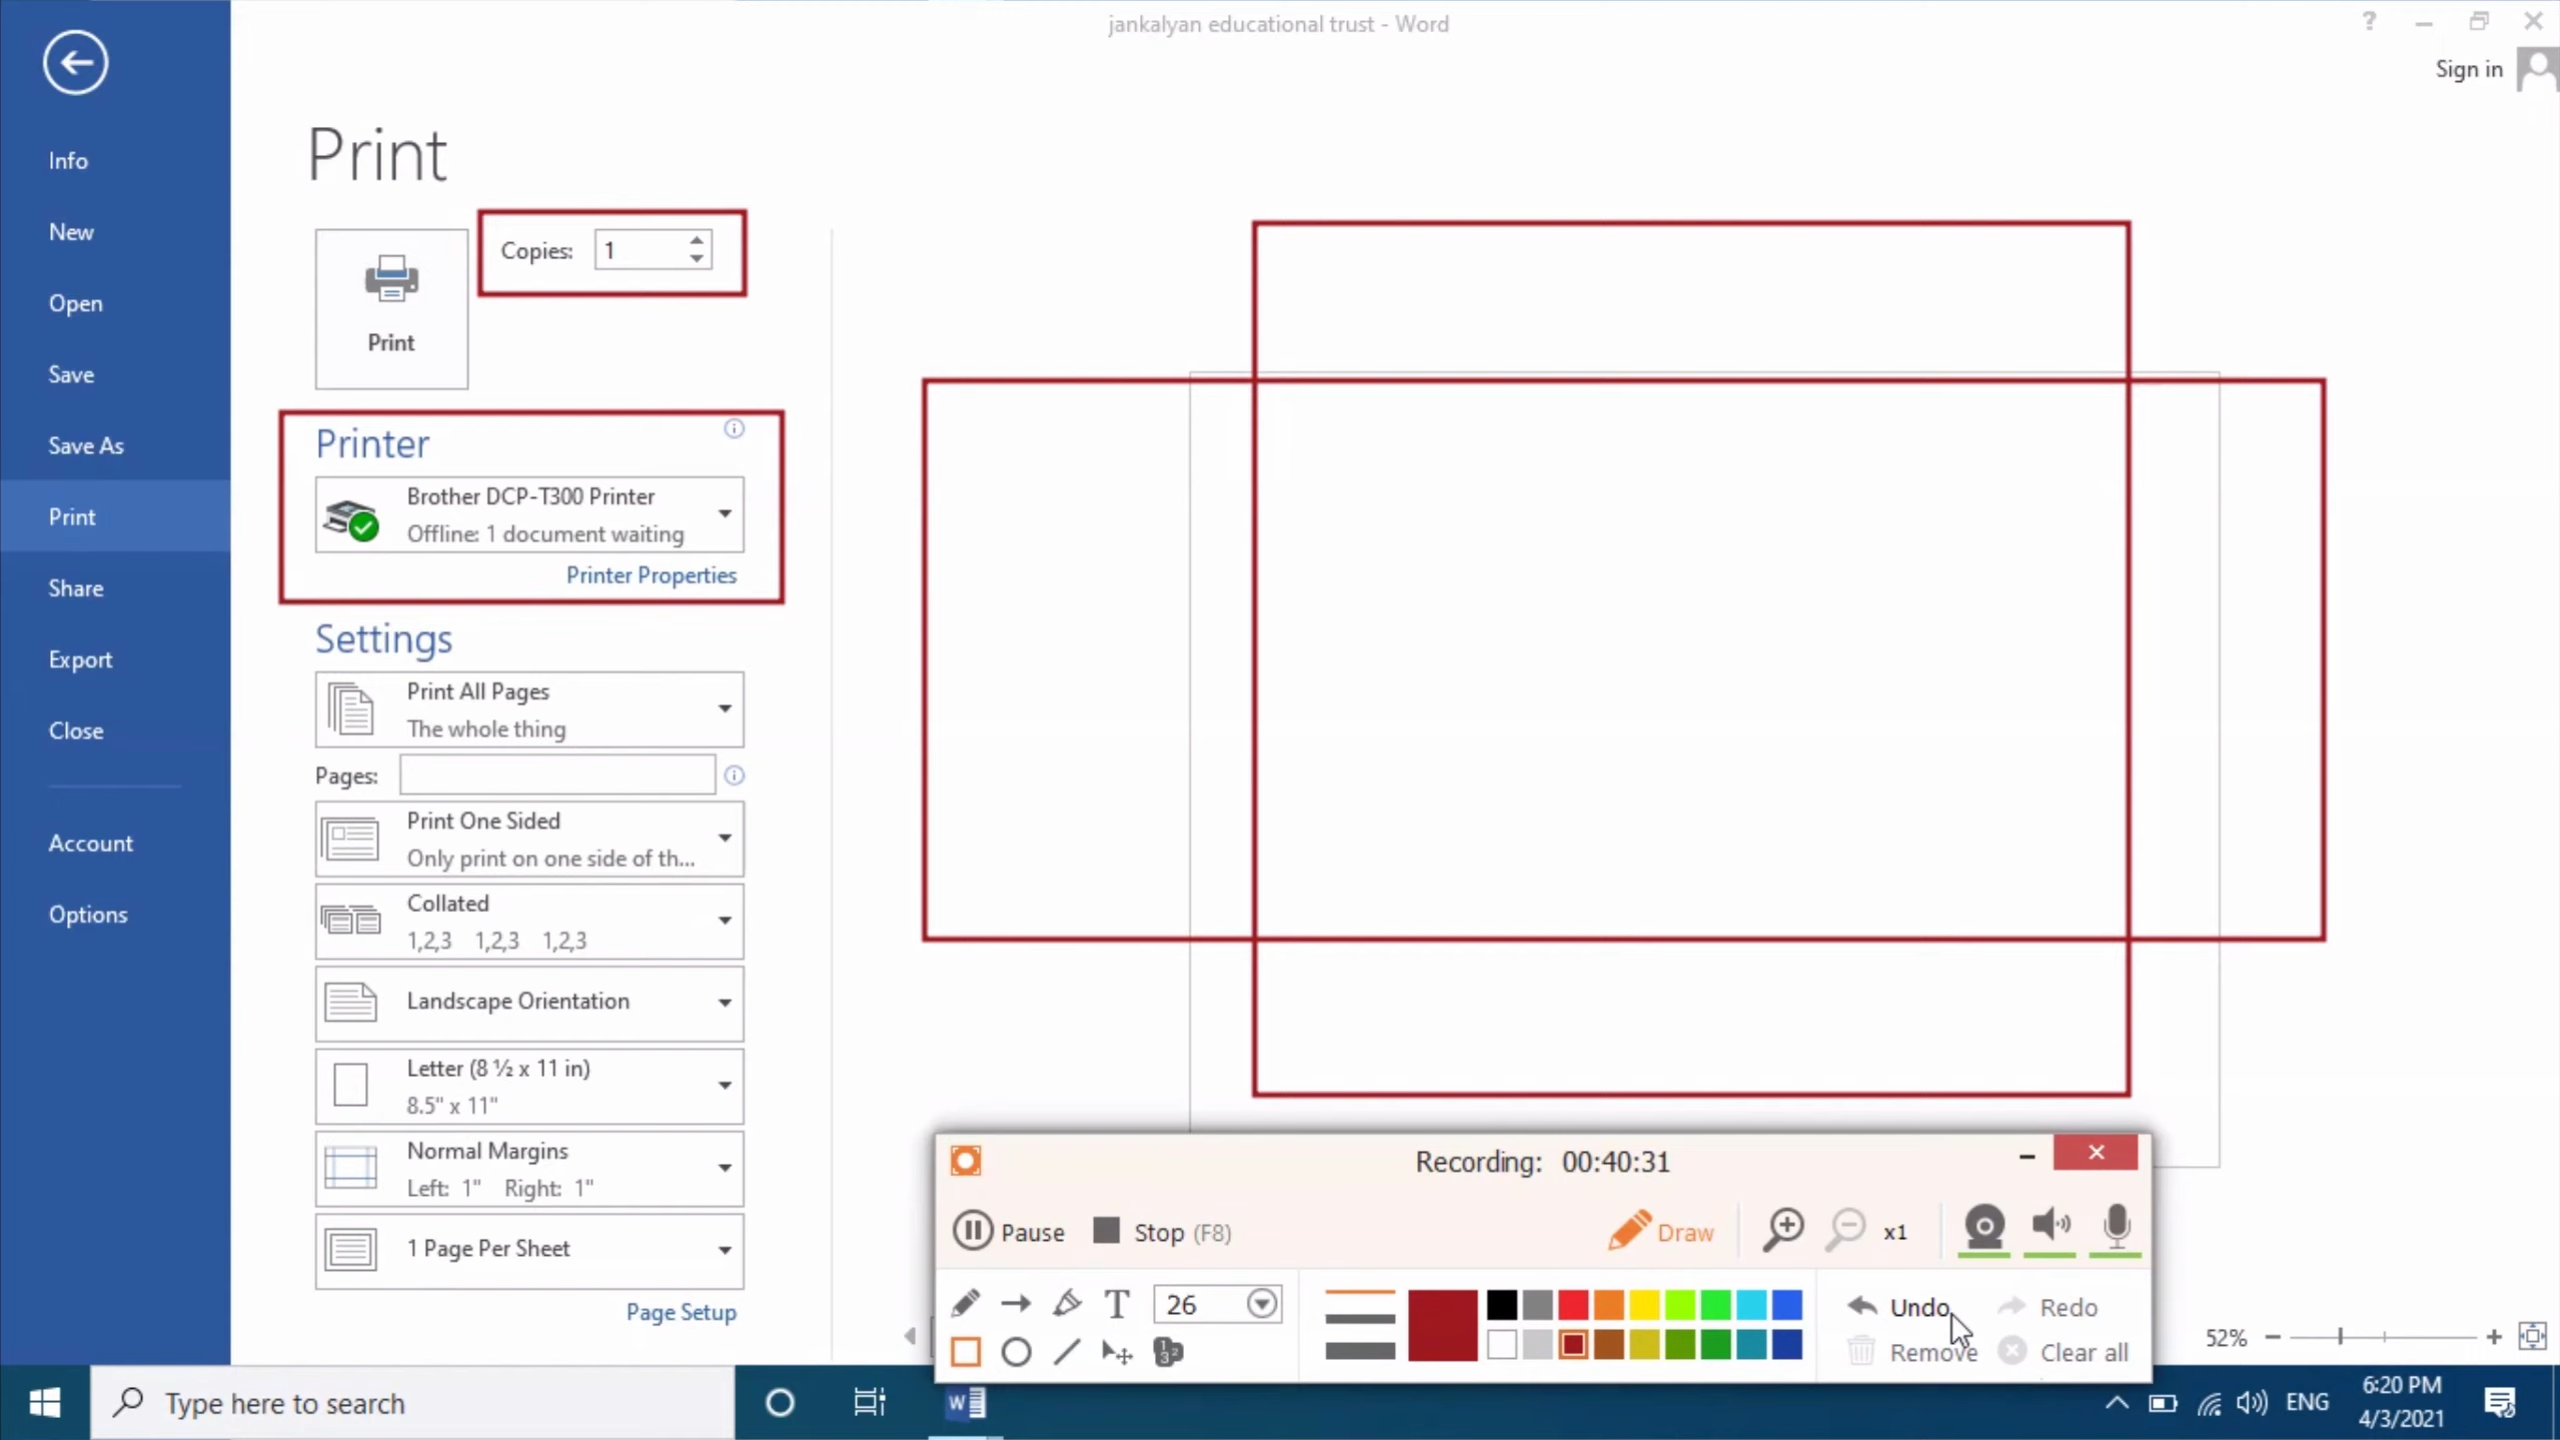 jankalyan educational trust - Word
?
Sign in
Info
New
Open
Save
Save As
Print
Share
Export
Close
Account
Options
Print
Print
Copies: 1
Printer
Brother DCP-T300 Printer
Offline: 1 document waiting
Printer Properties
Settings
Print All Pages
The whole thing
Pages:
Print One Sided
Only print on one side of th...
Collated
1,2,3 1,2,3 1,2,3
Landscape Orientation
Letter (8 ½ x 11 in)
8.5" x 11"
Normal Margins
Left: 1" Right: 1"
1 Page Per Sheet
Page Setup
Recording: 00:40:31
Pause Stop (F8) Draw x1
T 26 Undo Redo
Remove Clear all
52%
Type here to search
ENG
6:20 PM
4/3/2021